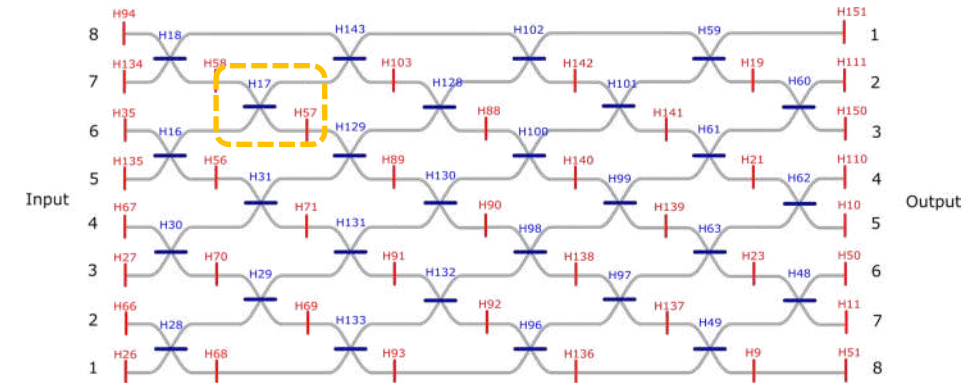 H94 H143 H102 H59 H151
8 H18 1
H134 H58 H103 H142 H19 H111
7 H17 H128 H101 H60 2
H35 H57 H88 H141 H150
6 H16 H129 H100 H61 3
H135 H56 H89 H140 H21 H110
5 H31 H130 H99 H62 4
Input Output
H67 H71 H90 H139 H10
4 H30 H131 H98 H63 5
H27 H70 H91 H138 H23 H50
3 H29 H132 H97 H48 6
H66 H69 H92 H137 H11
2 H28 H133 H96 H49 7
H26 H68 H93 H136 H9 H51
1 8